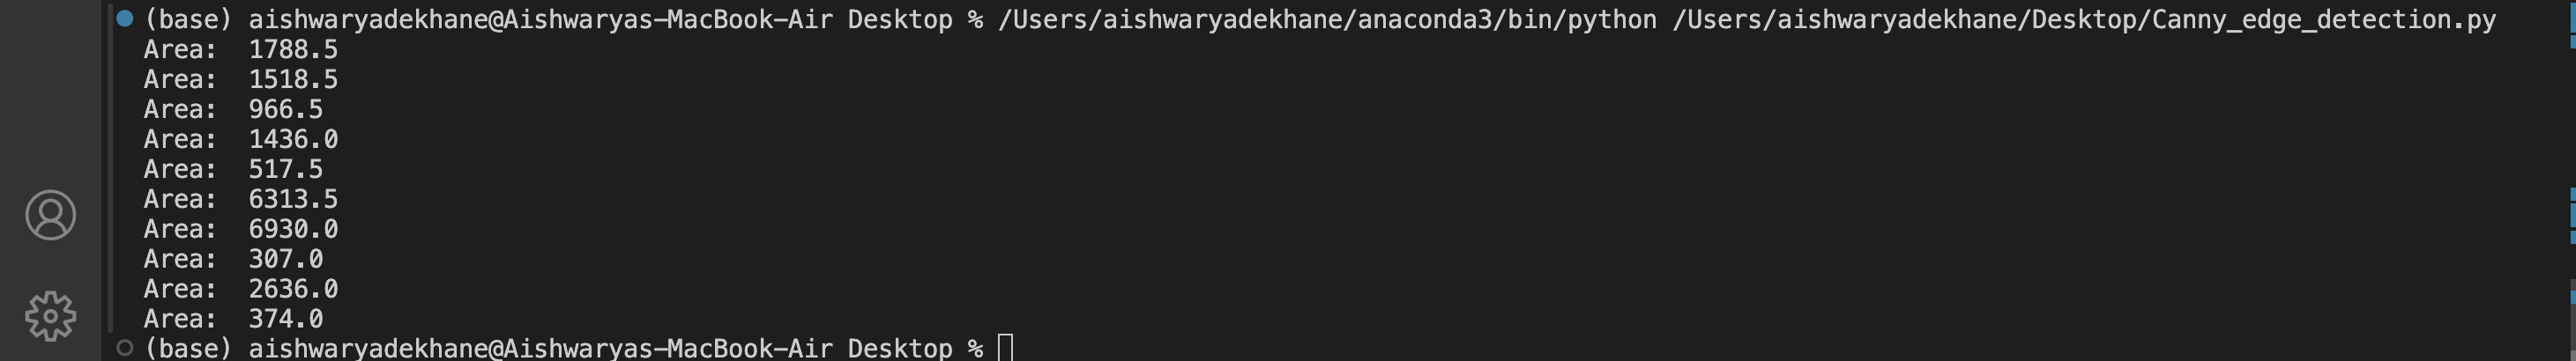 (base) aishwaryadekhane@Aishwaryas-MacBook-Air Desktop % /Users/aishwaryadekhane/anaconda3/bin/python /Users/aishwaryadekhane/Desktop/Canny_edge_detection.py
Area:  1788.5
Area:  1518.5
Area:  966.5
Area:  1436.0
Area:  517.5
Area:  6313.5
Area:  6930.0
Area:  307.0
Area:  2636.0
Area:  374.0
(base) aishwaryadekhane@Aishwaryas-MacBook-Air Desktop %